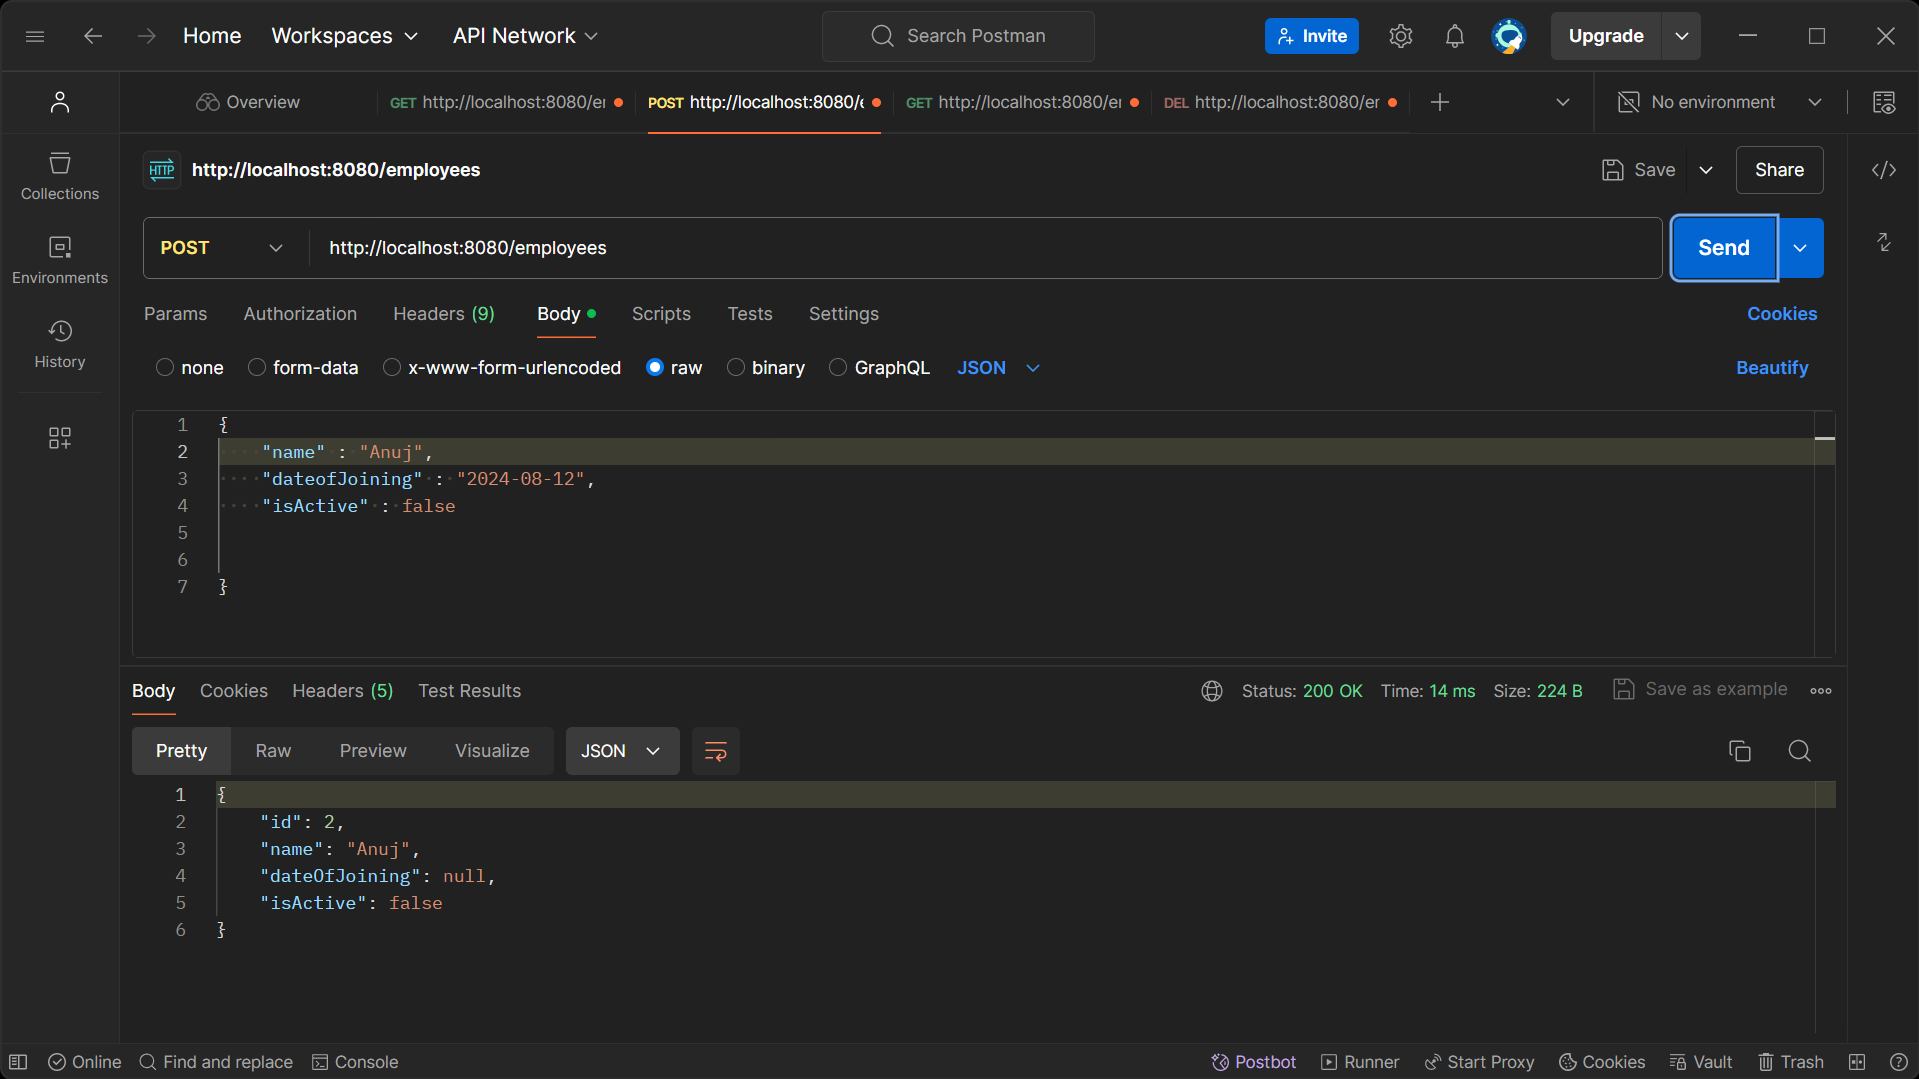 Home Workspaces API Network Search Postman Invite Upgrade
Overview GET http://localhost:8080/er POST http://localhost:8080/e GET http://localhost:8080/er DEL http://localhost:8080/er No environment
HTTP http://localhost:8080/employees Save Share
Collections
POST http://localhost:8080/employees Send
Environments
Params Authorization Headers (9) Body Scripts Tests Settings Cookies
History
none form-data x-www-form-urlencoded raw binary GraphQL JSON Beautify
1 {
2 "name" : "Anuj",
3 "dateofJoining" : "2024-08-12",
4 "isActive" : false
5
6
7 }
Body Cookies Headers (5) Test Results Status: 200 OK Time: 14 ms Size: 224 B Save as example
Pretty Raw Preview Visualize JSON
1 {
2 "id": 2,
3 "name": "Anuj",
4 "dateOfJoining": null,
5 "isActive": false
6 }
Online Find and replace Console Postbot Runner Start Proxy Cookies Vault Trash